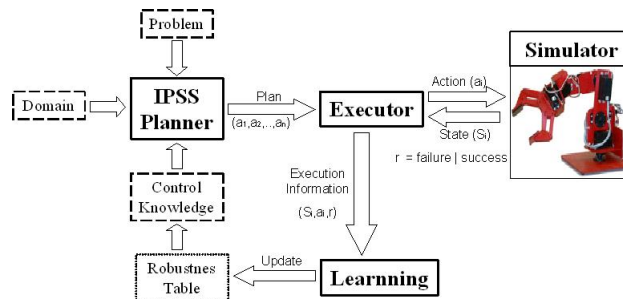 Problem
Domain
IPSS
Planner
Plan
(a₁,a₂,..,aₙ)
Executor
Action (aᵢ)
State (Sᵢ)
r = failure | success
Simulator
Execution
Information
(Sᵢ,aᵢ,r)
Control
Knowledge
Robustnes
Table
Update
Learnning